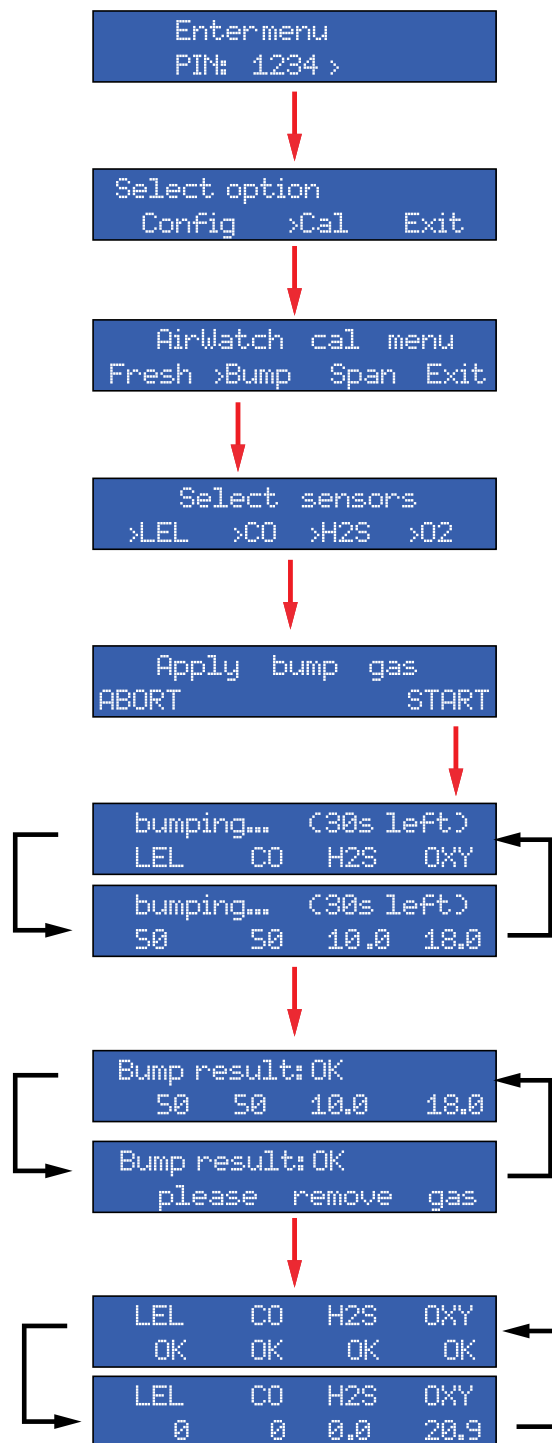 Enter menu
PIN: 1234 >
Select option
Config >Cal Exit
AirWatch cal menu
Fresh >Bump Span Exit
Select sensors
>LEL >CO >H2S >O2
Apply bump gas
ABORT START
bumping... (30s left)
LEL CO H2S OXY
bumping... (30s left)
50 50 10.0 18.0
Bump result: OK
50 50 10.0 18.0
Bump result: OK
please remove gas
LEL CO H2S OXY
OK OK OK OK
LEL CO H2S OXY
0 0 0.0 20.9